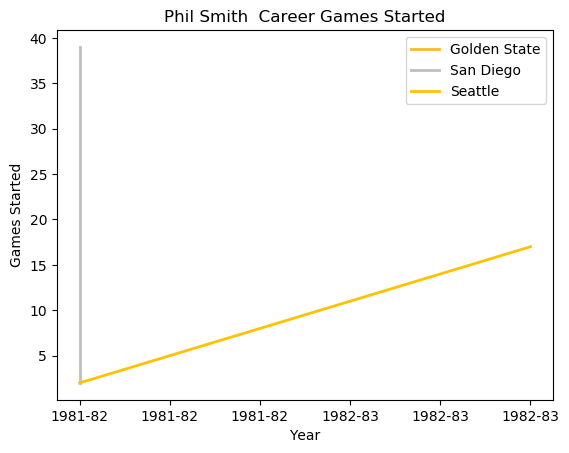 Phil Smith  Career Games Started
40
35
30
25
20
15
10
5
Games Started
Golden State
San Diego
Seattle
1981-82 1981-82 1981-82 1982-83 1982-83 1982-83
Year